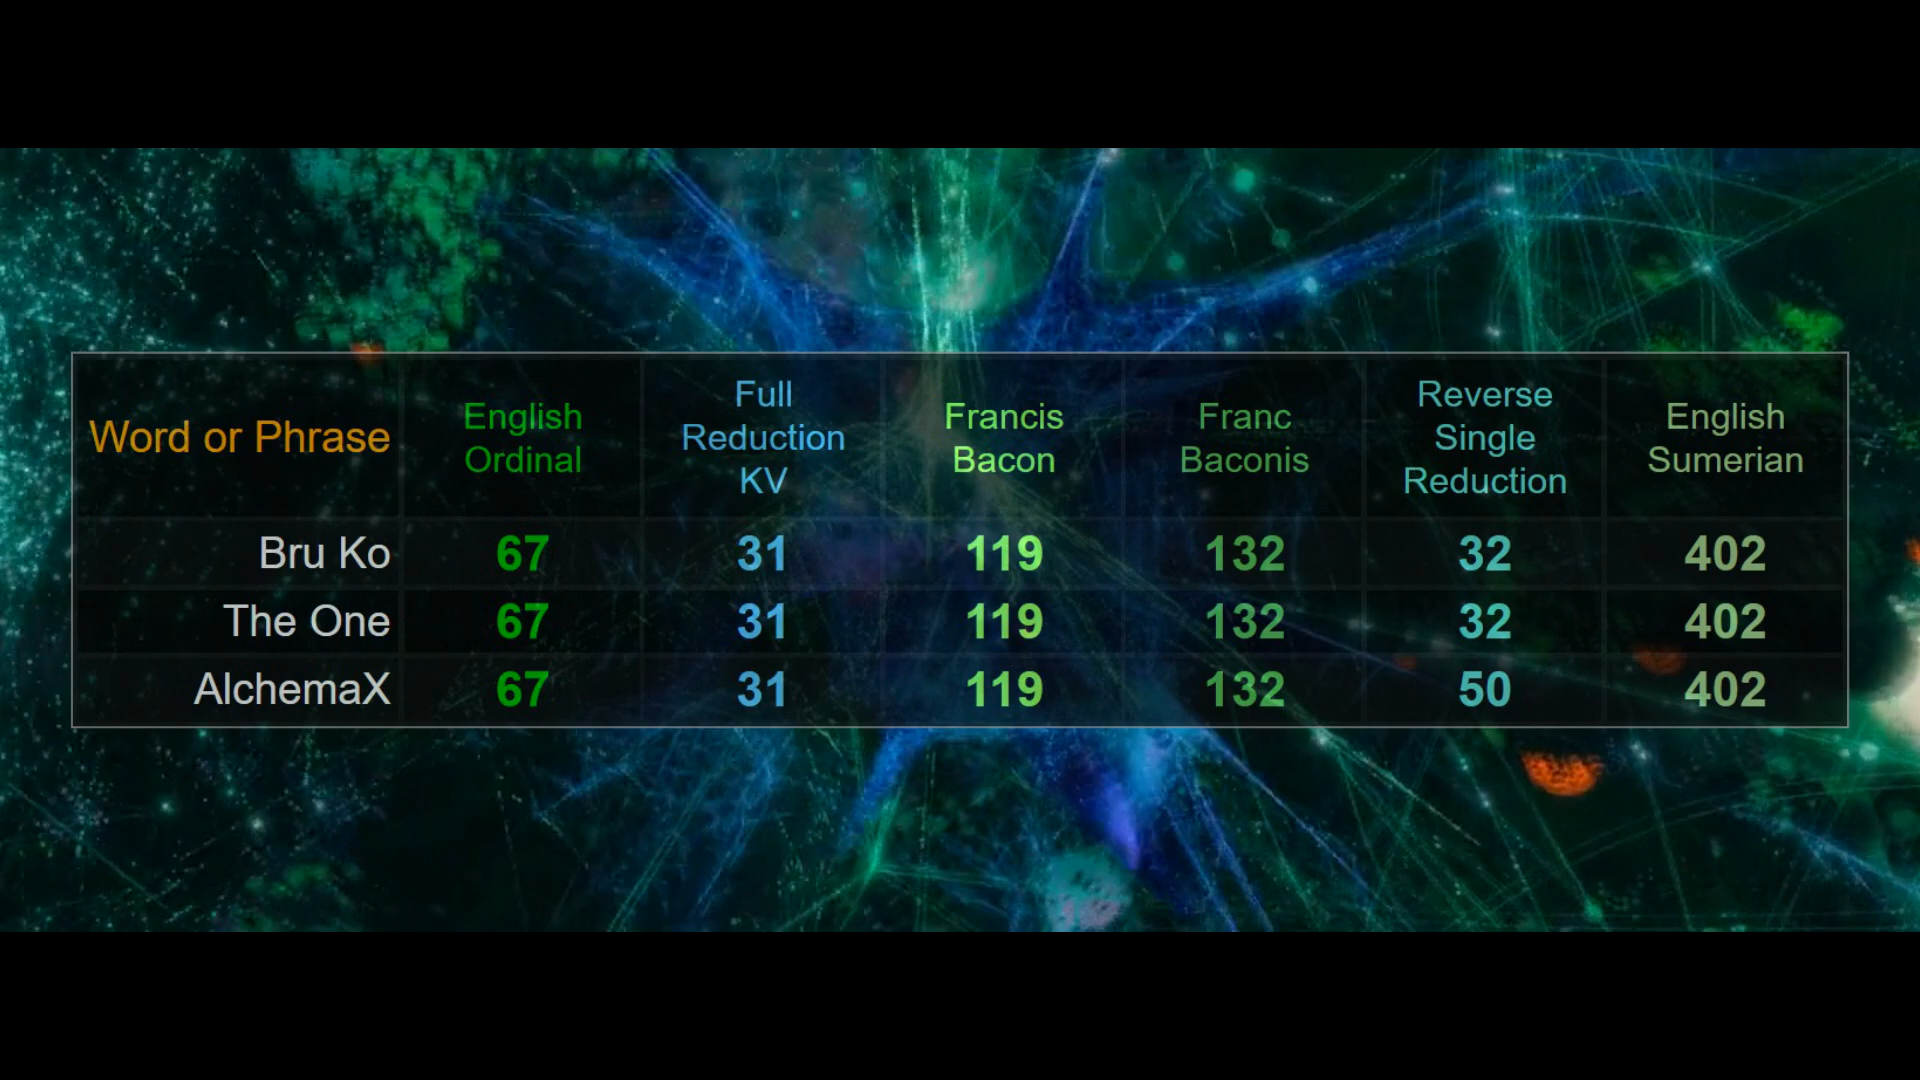 Word or Phrase
English
Ordinal
Full
Reduction
KV
Francis
Bacon
Franc
Baconis
Reverse
Single
Reduction
English
Sumerian
Bru Ko 67 31 119 132 32 402
The One 67 31 119 132 32 402
AlchemaX 67 31 119 132 50 402